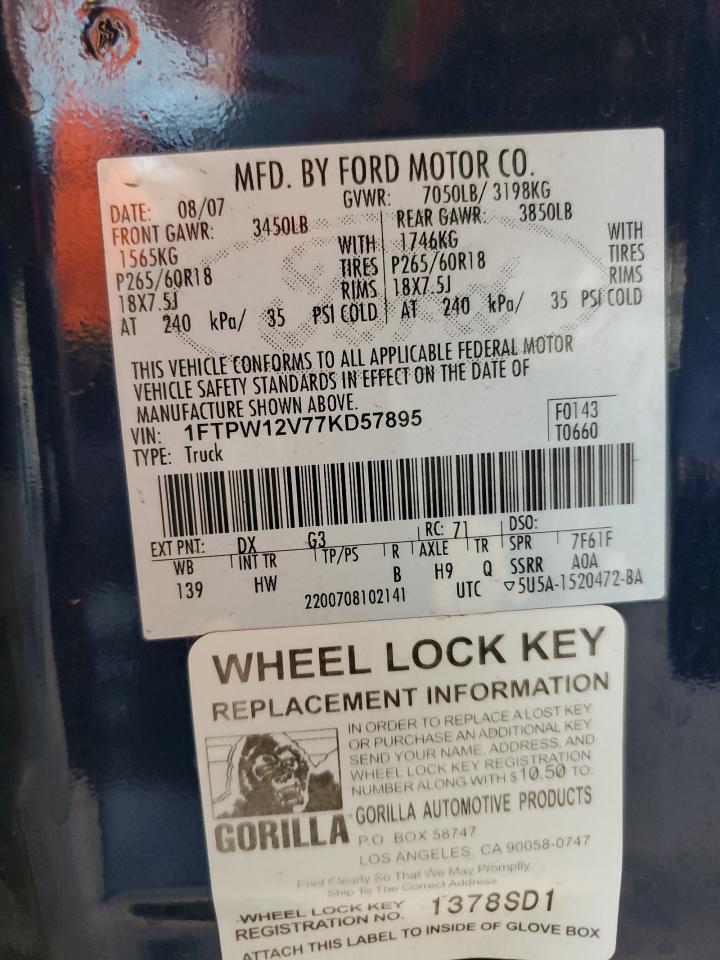 MFD. BY FORD MOTOR CO.
DATE: 08/07 GVWR: 7050LB/ 3198KG
FRONT GAWR: 3450LB REAR GAWR: 3850LB
1565KG WITH 1746KG WITH
P265/60R18 TIRES P265/60R18 TIRES
18X7.5J RIMS 18X7.5J RIMS
AT 240 kPa/ 35 PSI COLD AT 240 kPa/ 35 PSI COLD
THIS VEHICLE CONFORMS TO ALL APPLICABLE FEDERAL MOTOR
VEHICLE SAFETY STANDARDS IN EFFECT ON THE DATE OF
MANUFACTURE SHOWN ABOVE.
VIN: 1FTPW12V77KD57895 F0143
TYPE: Truck T0660
EXT PNT: DX G3 RC: 71 DSO:
WB INT TR TP/PS R AXLE TR SPR 7F61F
139 HW B H9 Q SSRR AOA
2200708102141 UTC ▽5U5A-1520472-BA
WHEEL LOCK KEY
REPLACEMENT INFORMATION
IN ORDER TO REPLACE A LOST KEY
OR PURCHASE AN ADDITIONAL KEY
SEND YOUR NAME, ADDRESS, AND
WHEEL LOCK KEY REGISTRATION
NUMBER ALONG WITH $10.50 TO:
GORILLA
GORILLA AUTOMOTIVE PRODUCTS
P.O. BOX 58747
LOS ANGELES, CA 90058-0747
Print Clearly So That We May Promptly
Ship To The Correct Address
WHEEL LOCK KEY
REGISTRATION NO. 1378SD1
ATTACH THIS LABEL TO INSIDE OF GLOVE BOX